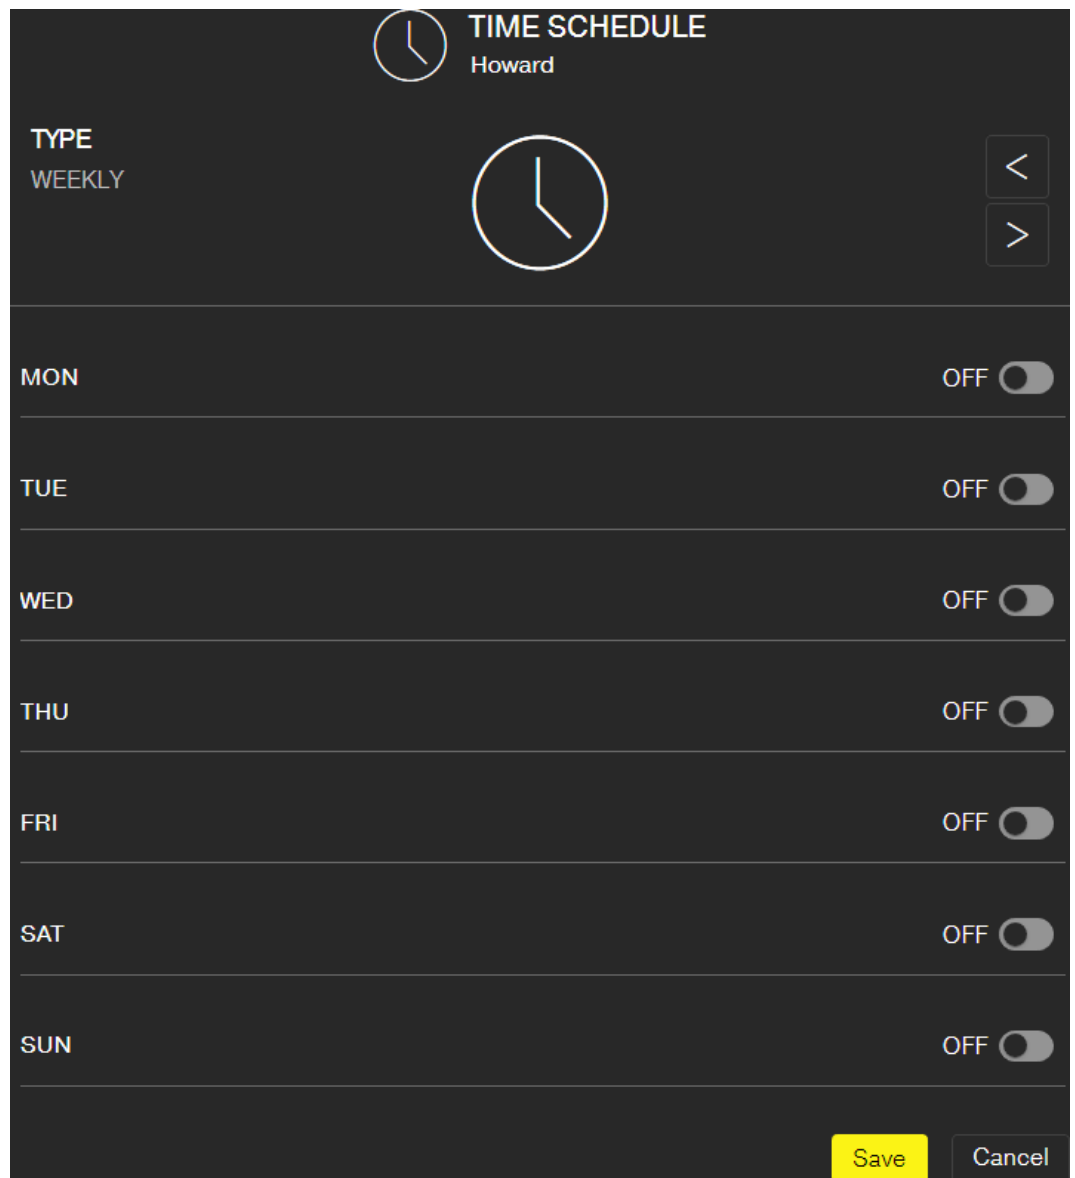 TIME SCHEDULE
Howard
TYPE
WEEKLY
<
>
MON OFF
TUE OFF
WED OFF
THU OFF
FRI OFF
SAT OFF
SUN OFF
Save Cancel